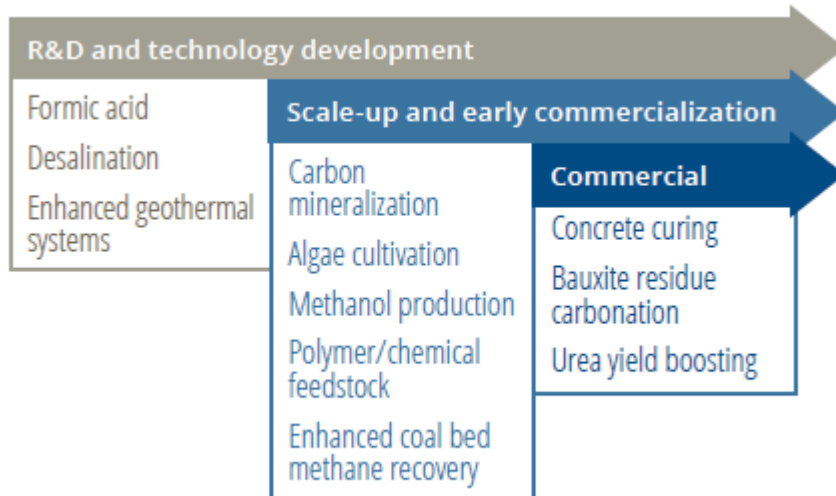 R&D and technology development
Formic acid
Desalination
Enhanced geothermal
systems
Scale-up and early commercialization
Carbon
mineralization
Algae cultivation
Methanol production
Polymer/chemical
feedstock
Enhanced coal bed
methane recovery
Commercial
Concrete curing
Bauxite residue
carbonation
Urea yield boosting